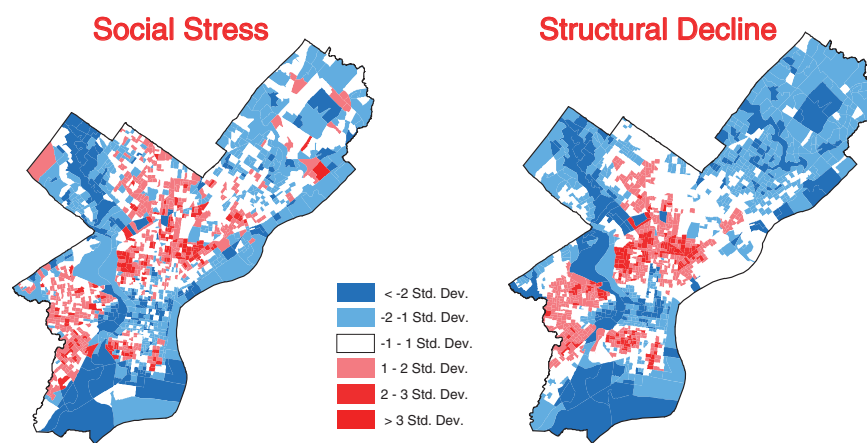 Social Stress
Structural Decline
< -2 Std. Dev.
-2 -1 Std. Dev.
-1 - 1 Std. Dev.
1 - 2 Std. Dev.
2 - 3 Std. Dev.
> 3 Std. Dev.